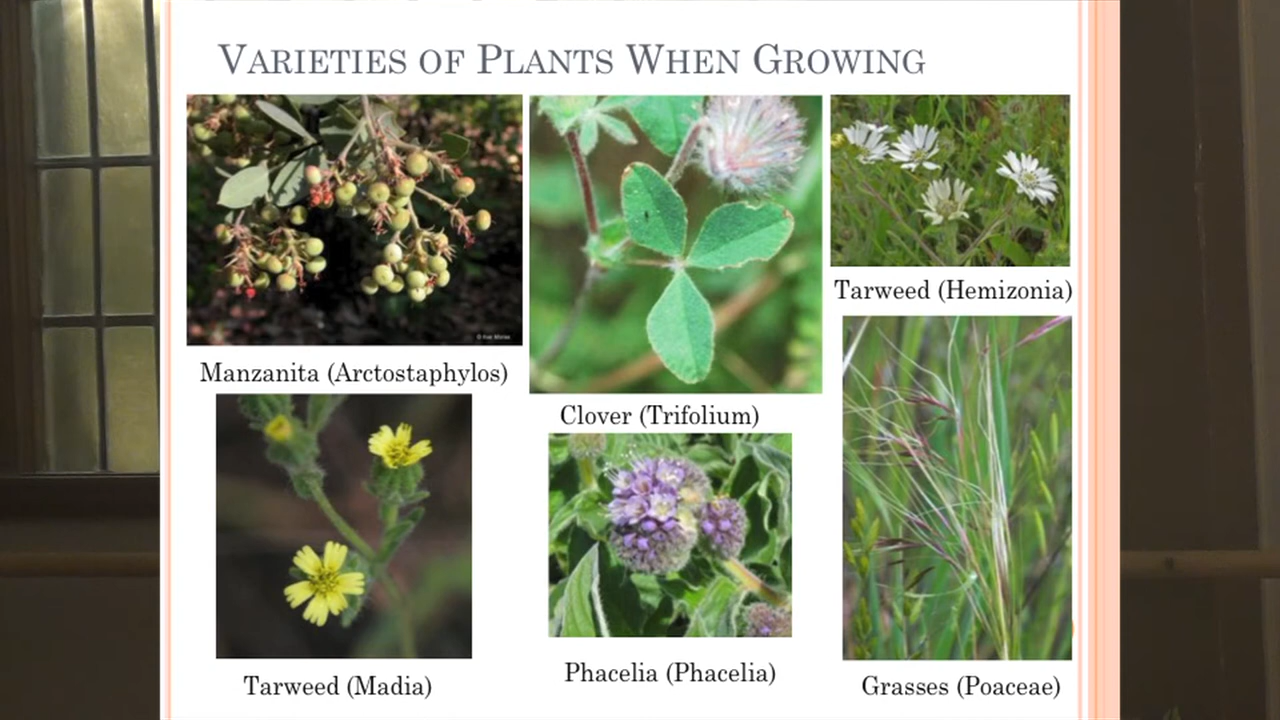 VARIETIES OF PLANTS WHEN GROWING
Manzanita (Arctostaphylos)
Clover (Trifolium)
Tarweed (Hemizonia)
Tarweed (Madia)
Phacelia (Phacelia)
Grasses (Poaceae)